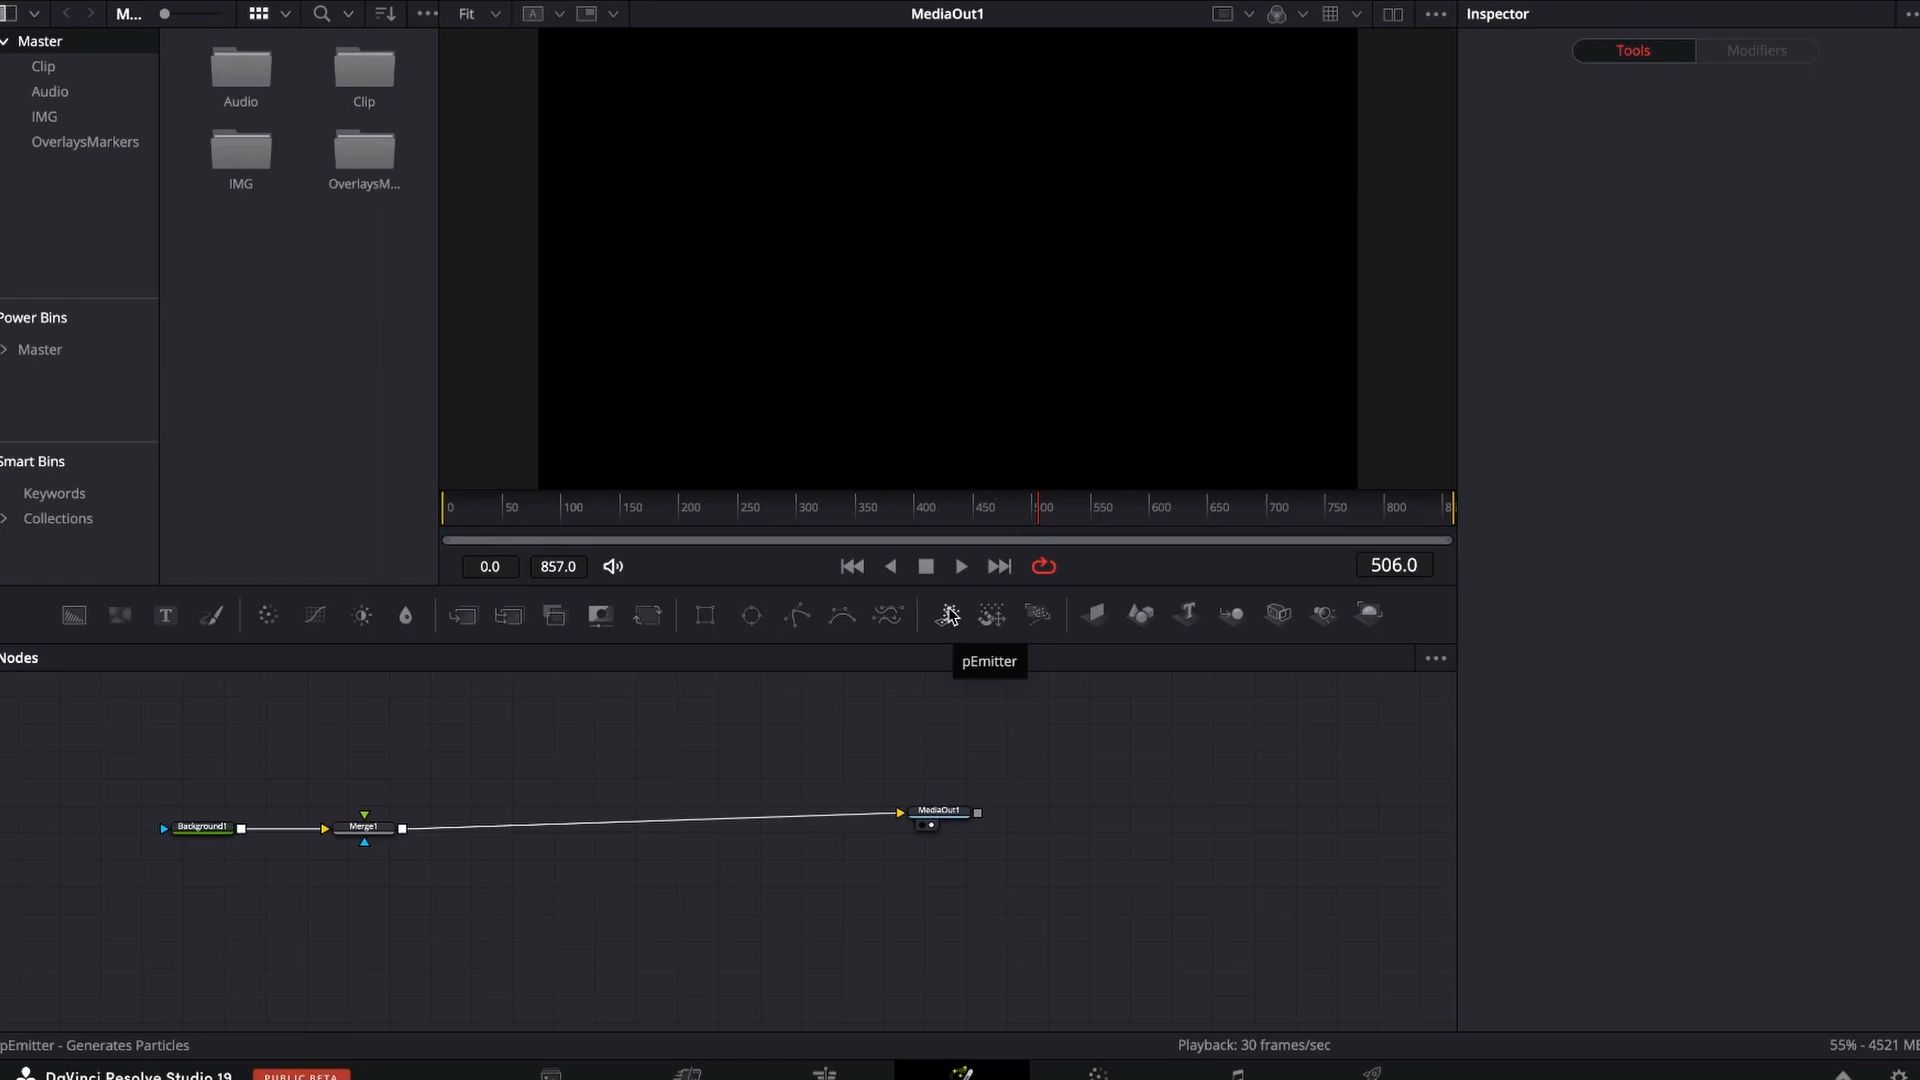 M...
Fit
A
MediaOut1
Inspector
Master
Clip
Audio
IMG
OverlaysMarkers
Audio
Clip
IMG
OverlaysM...
Tools
Modifiers
Power Bins
Master
Smart Bins
Keywords
Collections
0 50 100 150 200 250 300 350 400 450 500 550 600 650 700 750 800
0.0
857.0
506.0
T
T
pEmitter
Nodes
Background1
Merge1
MediaOut1
pEmitter - Generates Particles
Playback: 30 frames/sec
55% - 4521 M
DaVinci Resolve Studio 19
PUBLIC BETA